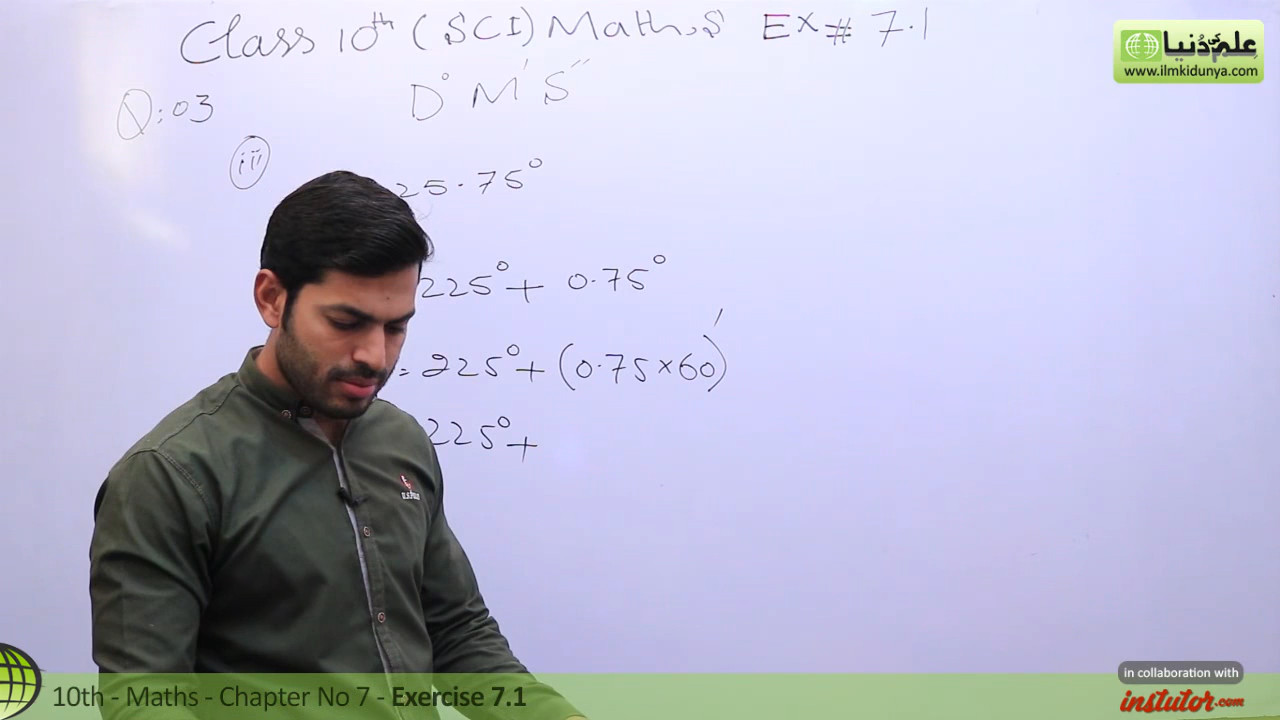 Class 10th (SCI) Maths Ex # 7.1
علم کی دنیا
www.ilmkidunya.com
D° M' S''
Q:03
iii
25.75°
225° + 0.75°
= 225° + (0.75×60)'
225° +
10th - Maths - Chapter No 7 - Exercise 7.1
in collaboration with
instutor.com